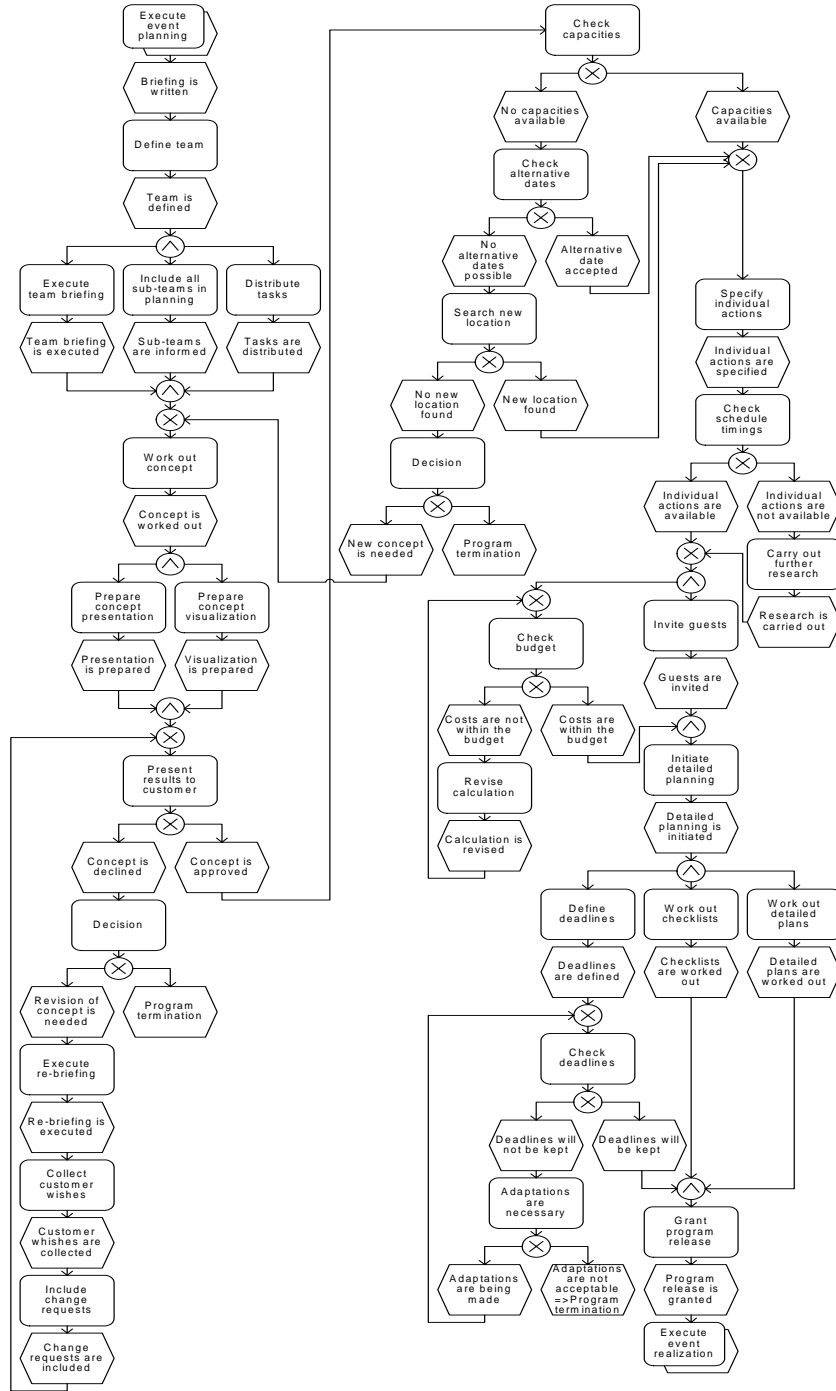 Execute
event
planning
Briefing is
written
Define team
Team is
defined
Execute
team briefing
Include all
sub-teams in
planning
Distribute
tasks
Team briefing
is executed
Sub-teams
are informed
Tasks are
distributed
Work out
concept
Concept is
worked out
Prepare
concept
presentation
Prepare
concept
visualization
Presentation
is prepared
Visualization
is prepared
Present
results to
customer
Concept is
declined
Concept is
approved
Decision
Revision of
concept is
needed
Program
termination
Execute
re-briefing
Re-briefing is
executed
Collect
customer
wishes
Customer
whishes are
collected
Include
change
requests
Change
requests are
included
Check
capacities
No capacities
available
Capacities
available
Check
alternative
dates
No
alternative
dates
possible
Alternative
date
accepted
Search new
location
No new
location
found
New location
found
Decision
New concept
is needed
Program
termination
Specify
individual
actions
Individual
actions are
specified
Check
schedule
timings
Individual
actions are
available
Individual
actions are
not available
Carry out
further
research
Research is
carried out
Invite guests
Guests are
invited
Check
budget
Costs are not
within the
budget
Costs are
within the
budget
Revise
calculation
Calculation is
revised
Initiate
detailed
planning
Detailed
planning is
initiated
Define
deadlines
Work out
checklists
Work out
detailed
plans
Deadlines
are defined
Checklists
are worked
out
Detailed
plans are
worked out
Check
deadlines
Deadlines will
not be kept
Deadlines will
be kept
Adaptations
are
necessary
Adaptations
are being
made
Adaptations
are not
acceptable
=>Program
termination
Grant
program
release
Program
release is
granted
Execute
event
realization